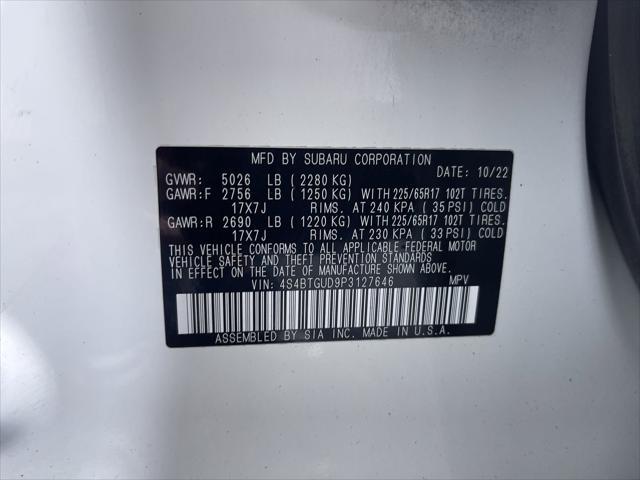 MFD BY SUBARU CORPORATION DATE: 10/22
GVWR: 5026 LB ( 2280 KG)
GAWR:F 2756 LB ( 1250 KG) WITH 225/65R17 102T TIRES.
17X7J RIMS. AT 240 KPA ( 35 PSI) COLD
GAWR:R 2690 LB ( 1220 KG) WITH 225/65R17 102T TIRES.
17X7J RIMS. AT 230 KPA ( 33 PSI) COLD
THIS VEHICLE CONFORMS TO ALL APPLICABLE FEDERAL MOTOR
VEHICLE SAFETY AND THEFT PREVENTION STANDARDS
IN EFFECT ON THE DATE OF MANUFACTURE SHOWN ABOVE.
VIN: 4S4BTGUD9P3127646 MPV
ASSEMBLED BY SIA INC. MADE IN U.S.A.